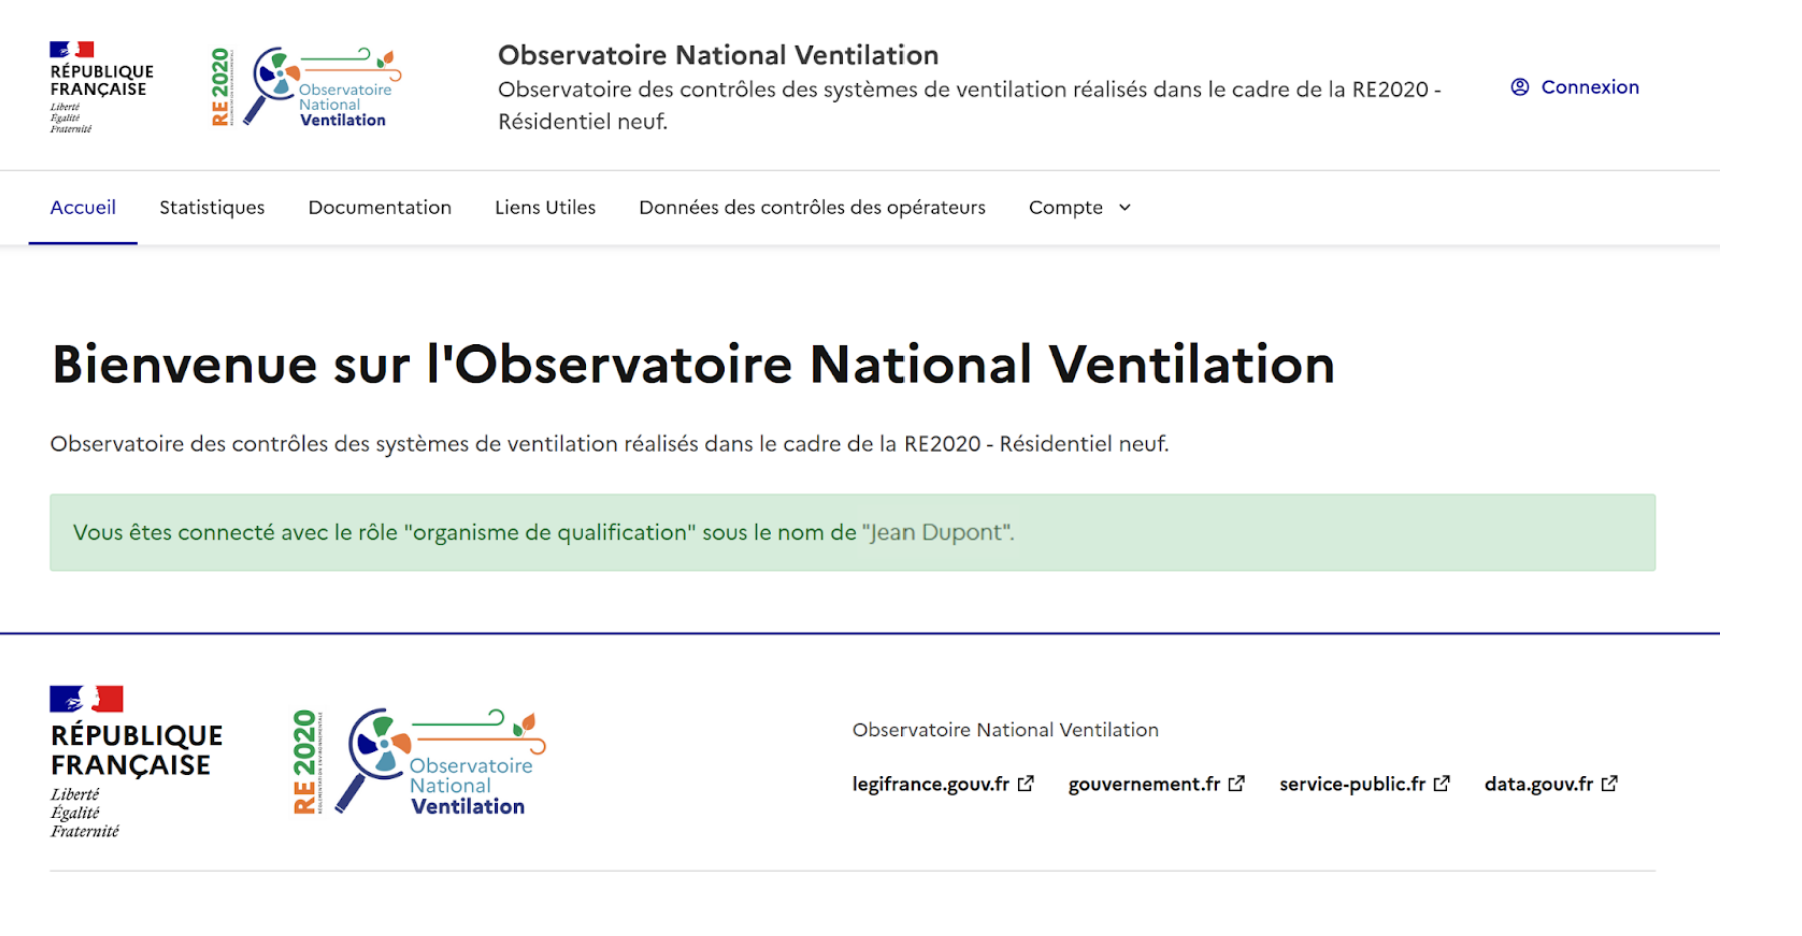 RÉPUBLIQUE
FRANÇAISE
Liberté
Égalité
Fraternité
RE 2020
Observatoire
National
Ventilation
Observatoire National Ventilation
Observatoire des contrôles des systèmes de ventilation réalisés dans le cadre de la RE2020 -
Résidentiel neuf.
Connexion
Accueil Statistiques Documentation Liens Utiles Données des contrôles des opérateurs Compte
Bienvenue sur l'Observatoire National Ventilation
Observatoire des contrôles des systèmes de ventilation réalisés dans le cadre de la RE2020 - Résidentiel neuf.
Vous êtes connecté avec le rôle "organisme de qualification" sous le nom de "Jean Dupont".
RÉPUBLIQUE
FRANÇAISE
Liberté
Égalité
Fraternité
RE 2020
Observatoire
National
Ventilation
Observatoire National Ventilation
legifrance.gouv.fr gouvernement.fr service-public.fr data.gouv.fr